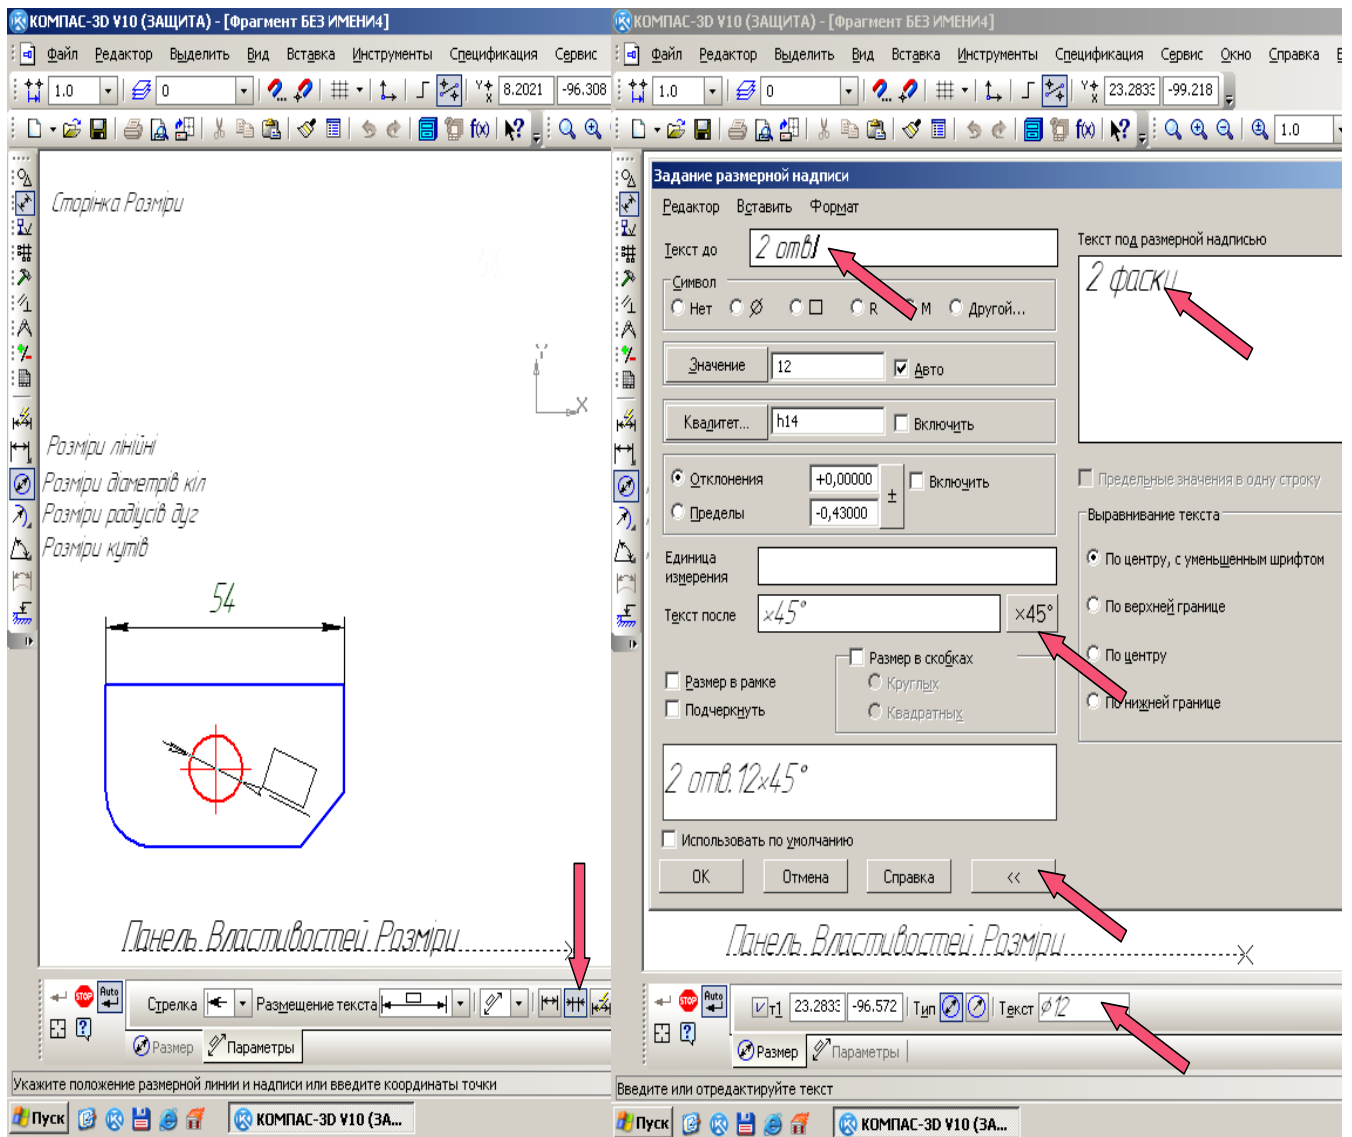 КОМПАС-3D V10 (ЗАЩИТА) - [Фрагмент БЕЗ ИМЕНИ4]
Файл Редактор Выделить Вид Вставка Инструменты Спецификация Сервис
1.0 0 8.2021 -96.308
Сторінка Розміри
Y
X
Розміри лінійні
Розміри діаметрів кіл
Розміри радіусів дуг
Розміри кутів
54
Панель Властивостей Розміри
STOP Auto Стрелка Размещение текста
Размер Параметры
Укажите положение размерной линии и надписи или введите координаты точки
Пуск КОМПАС-3D V10 (ЗА...
КОМПАС-3D V10 (ЗАЩИТА) - [Фрагмент БЕЗ ИМЕНИ4]
Файл Редактор Выделить Вид Вставка Инструменты Спецификация Сервис Окно Справка
1.0 0 23.283 -99.218
1.0
Задание размерной надписи
Редактор Вставить Формат
Текст до 2 отв.
Текст под размерной надписью
2 фаски
Символ
Нет Ø □ R M Другой...
Значение 12 Авто
Квалитет... h14 Включить
Отклонения +0,00000 ± Включить
Пределы -0,43000
Предельные значения в одну строку
Выравнивание текста
По центру, с уменьшенным шрифтом
По верхней границе
По центру
По нижней границе
Единица измерения
Текст после ×45° ×45°
Размер в скобках
Размер в рамке Круглых
Подчеркнуть Квадратных
2 отв.12×45°
Использовать по умолчанию
OK Отмена Справка <<
Панель Властивостей Розміри
STOP Auto т1 23.283 -96.572 Тип Текст Ø12
Размер Параметры
Введите или отредактируйте текст
Пуск КОМПАС-3D V10 (ЗА...